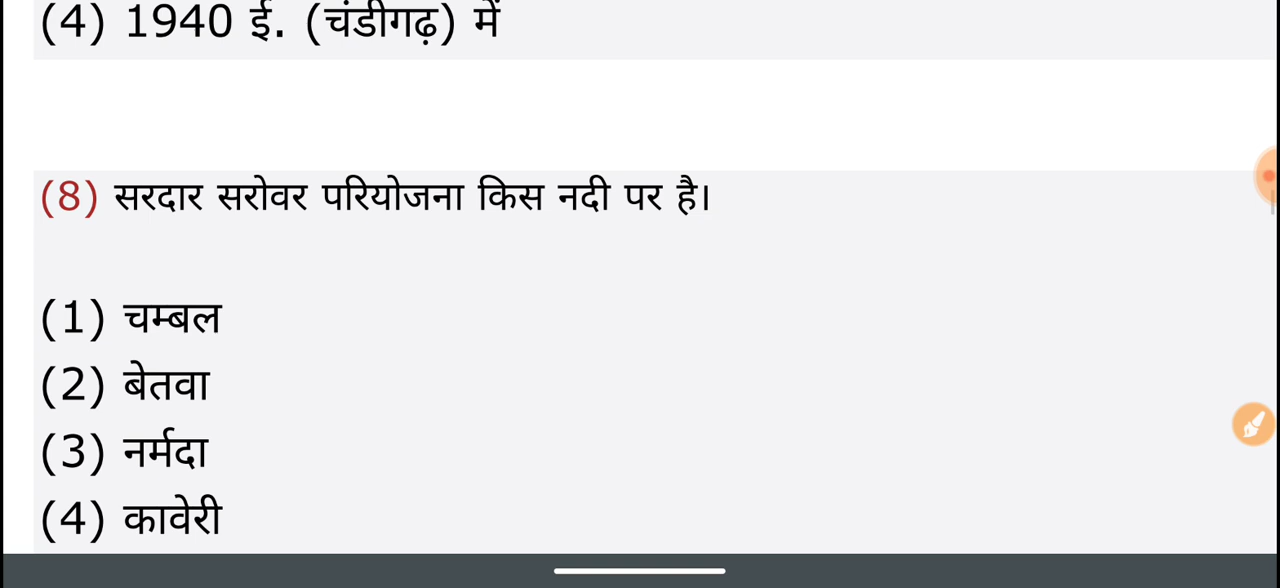 (4) 1940 ई. (चंडीगढ़) में
(8) सरदार सरोवर परियोजना किस नदी पर है।
(1) चम्बल
(2) बेतवा
(3) नर्मदा
(4) कावेरी